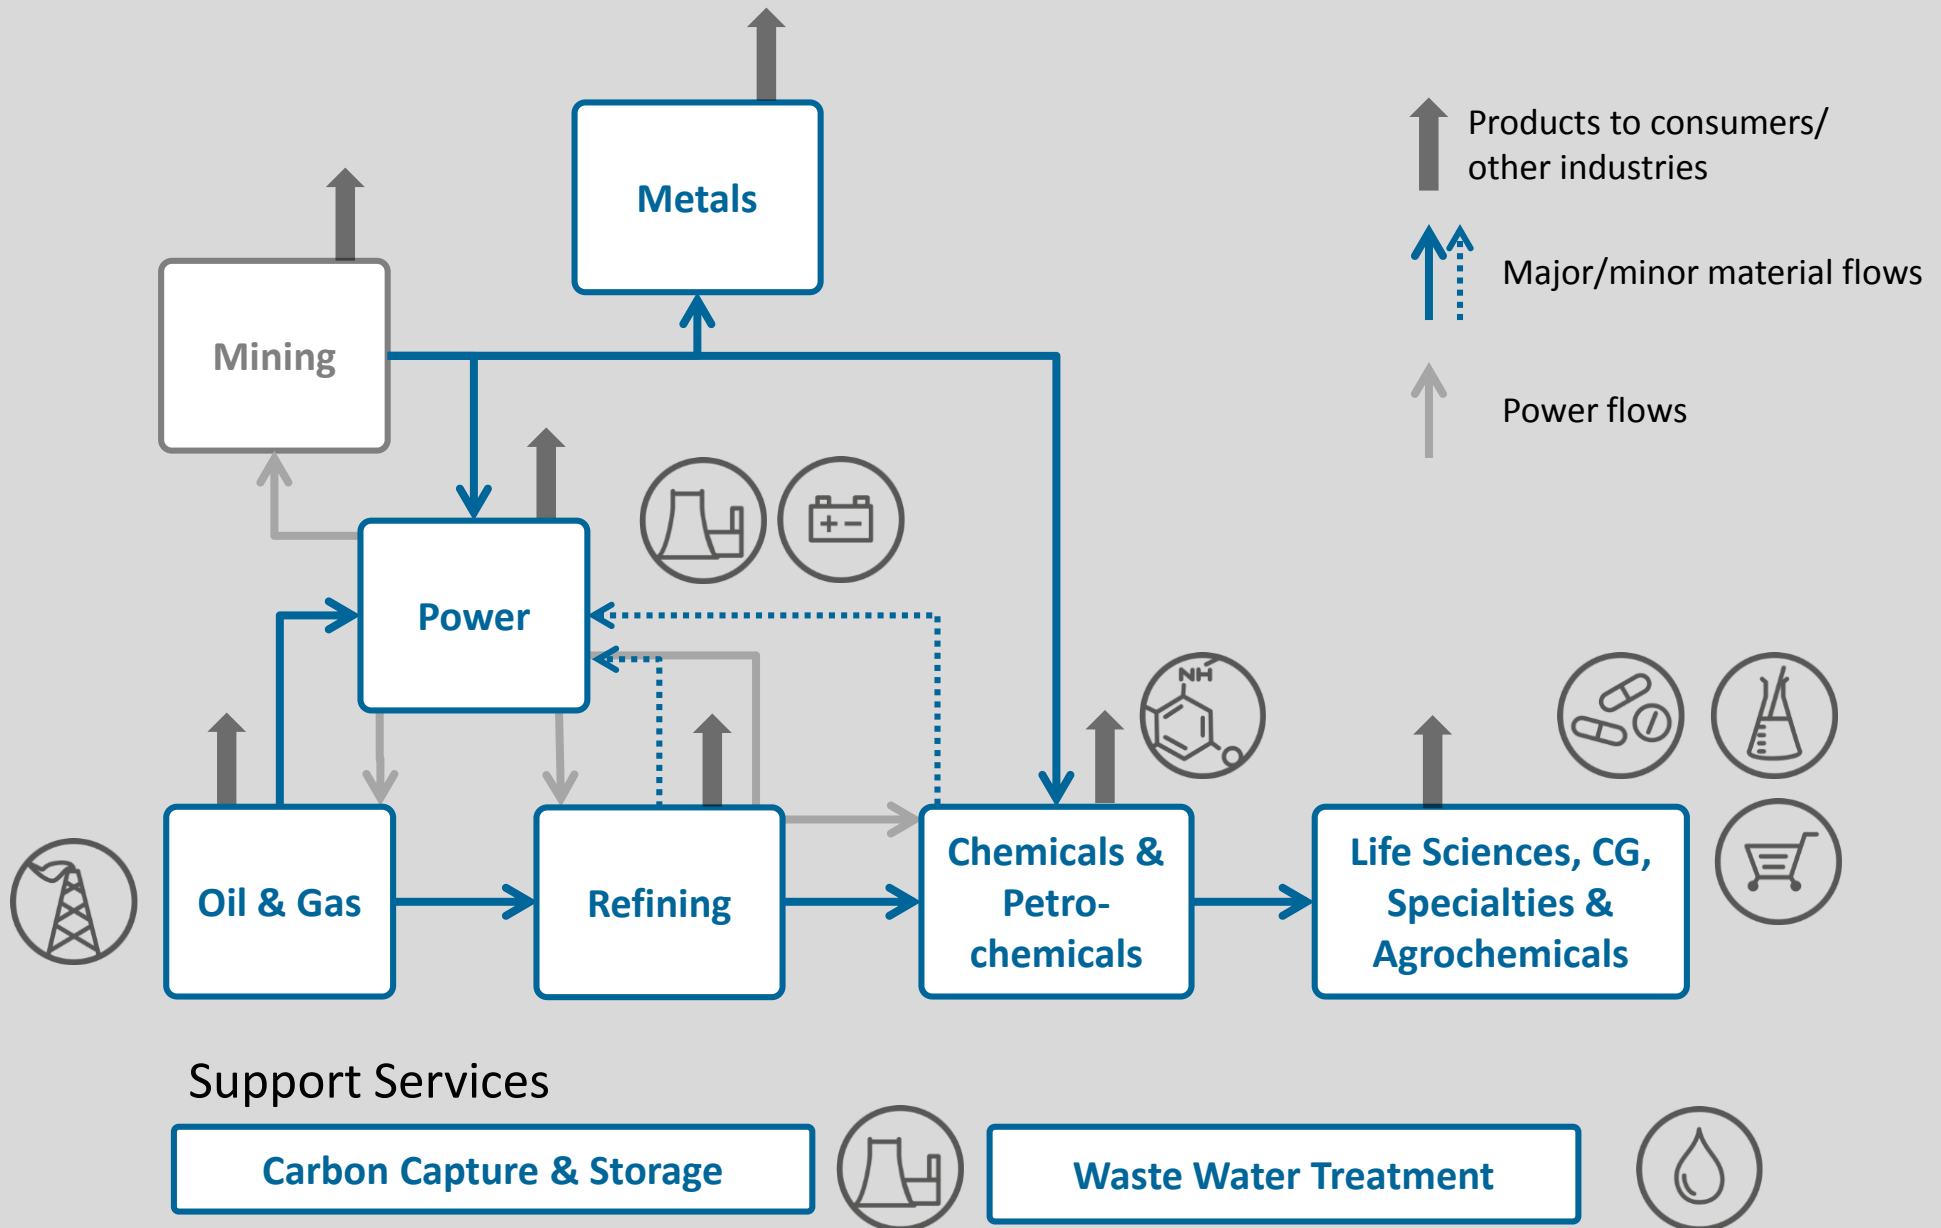 Metals
Products to consumers/
other industries
Major/minor material flows
Mining
Power flows
+ −
Power
NH
Oil & Gas
Refining
Chemicals &
Petro-
chemicals
Life Sciences, CG,
Specialties &
Agrochemicals
Support Services
Carbon Capture & Storage
Waste Water Treatment